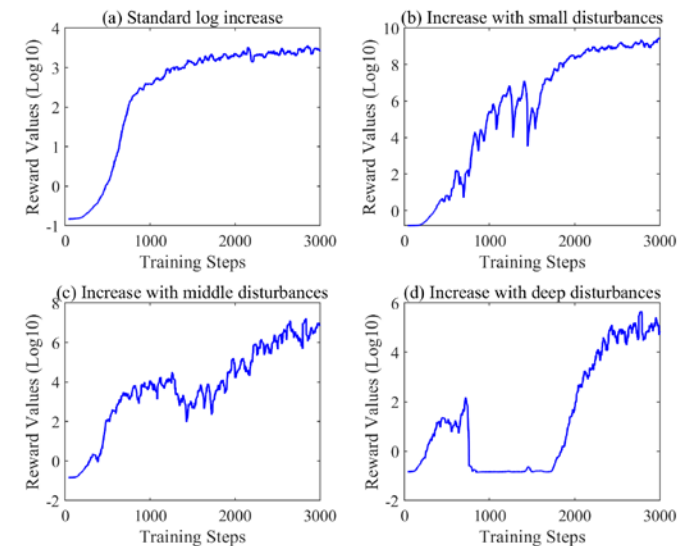 (a) Standard log increase
4
3
2
1
0
-1
Reward Values (Log10)
0 1000 2000 3000
Training Steps
(b) Increase with small disturbances
10
8
6
4
2
0
Reward Values (Log10)
0 1000 2000 3000
Training Steps
(c) Increase with middle disturbances
8
6
4
2
0
-2
Reward Values (Log10)
0 1000 2000 3000
Training Steps
(d) Increase with deep disturbances
6
4
2
0
-2
Reward Values (Log10)
0 1000 2000 3000
Training Steps